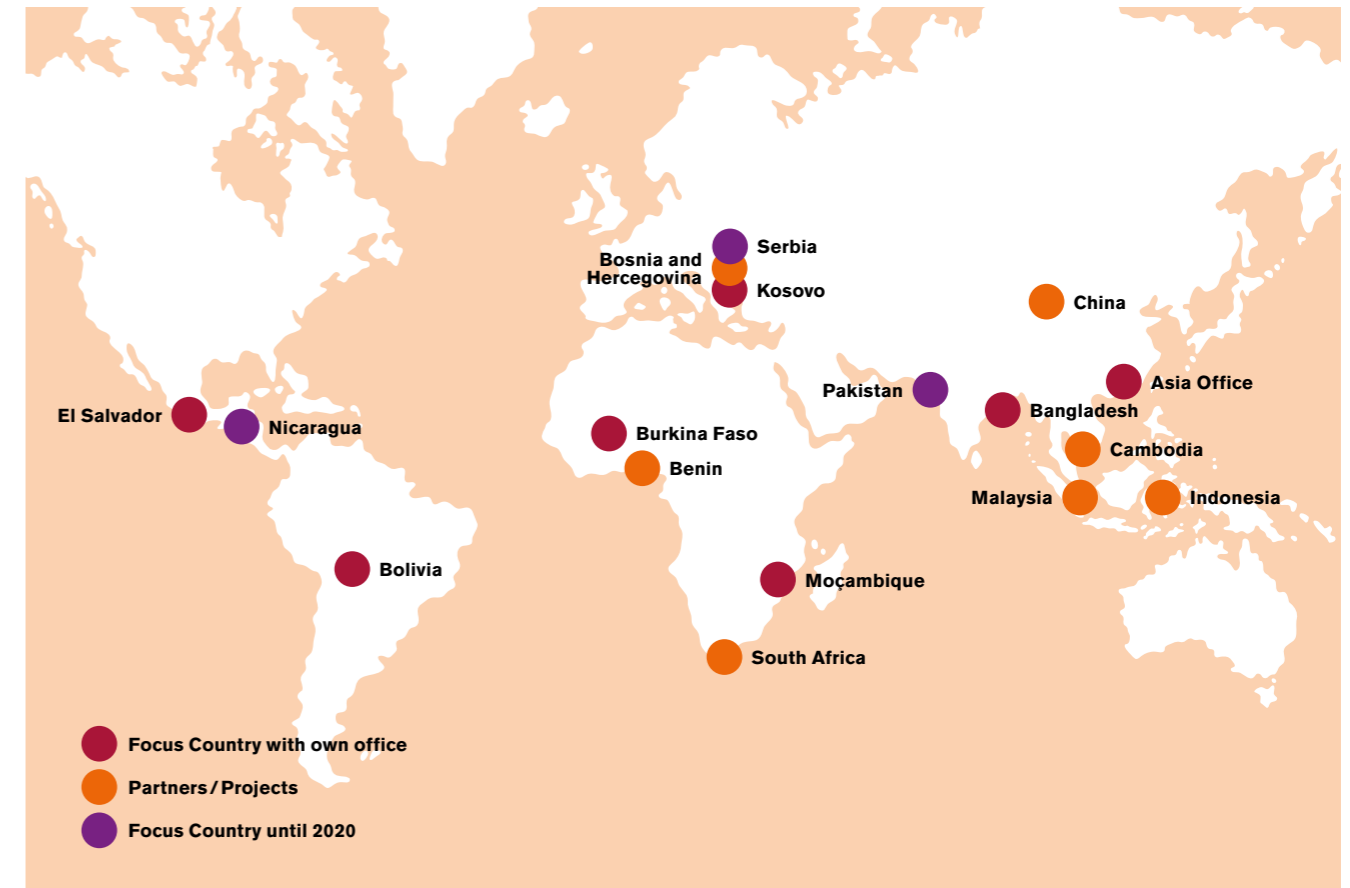 Serbia
Bosnia and
Hercegovina
Kosovo
China
Pakistan
Asia Office
Bangladesh
El Salvador
Nicaragua
Burkina Faso
Benin
Cambodia
Malaysia
Indonesia
Bolivia
Moçambique
South Africa
Focus Country with own office
Partners / Projects
Focus Country until 2020